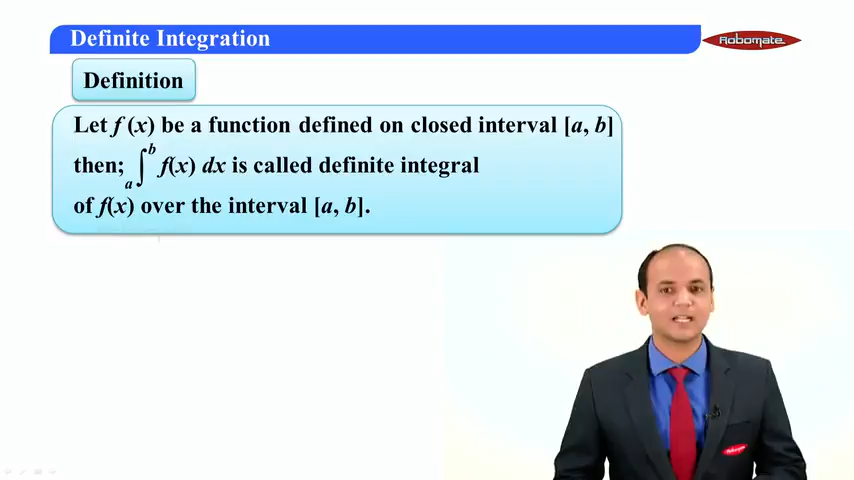 Definite Integration
Robomate
Definition
Let f (x) be a function defined on closed interval [a, b]
then; ₐ∫ᵇ f(x) dx is called definite integral
of f(x) over the interval [a, b].
Robomate